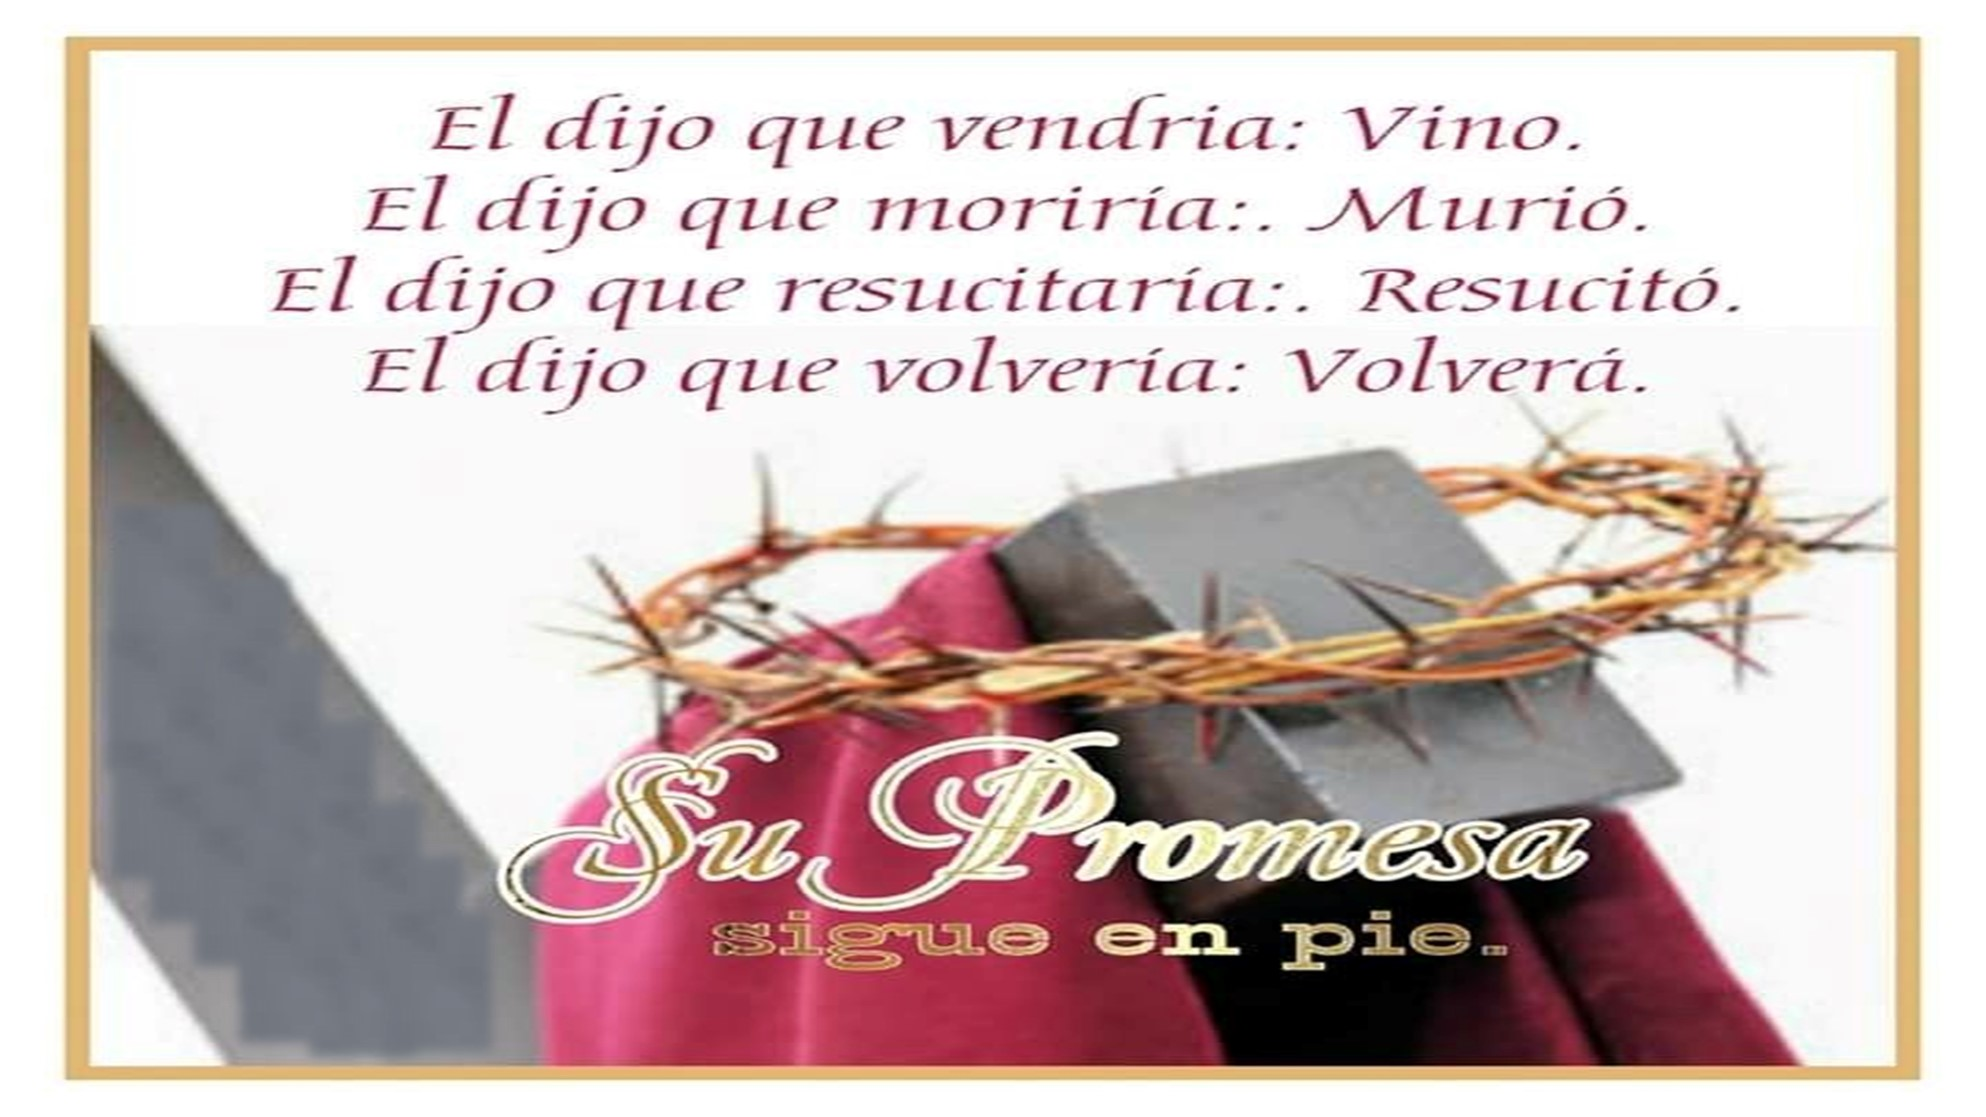 El dijo que vendria: Vino.
El dijo que moriría:. Murió.
El dijo que resucitaría:. Resucitó.
El dijo que volvería: Volverá.
Su Promesa
sigue en pie.